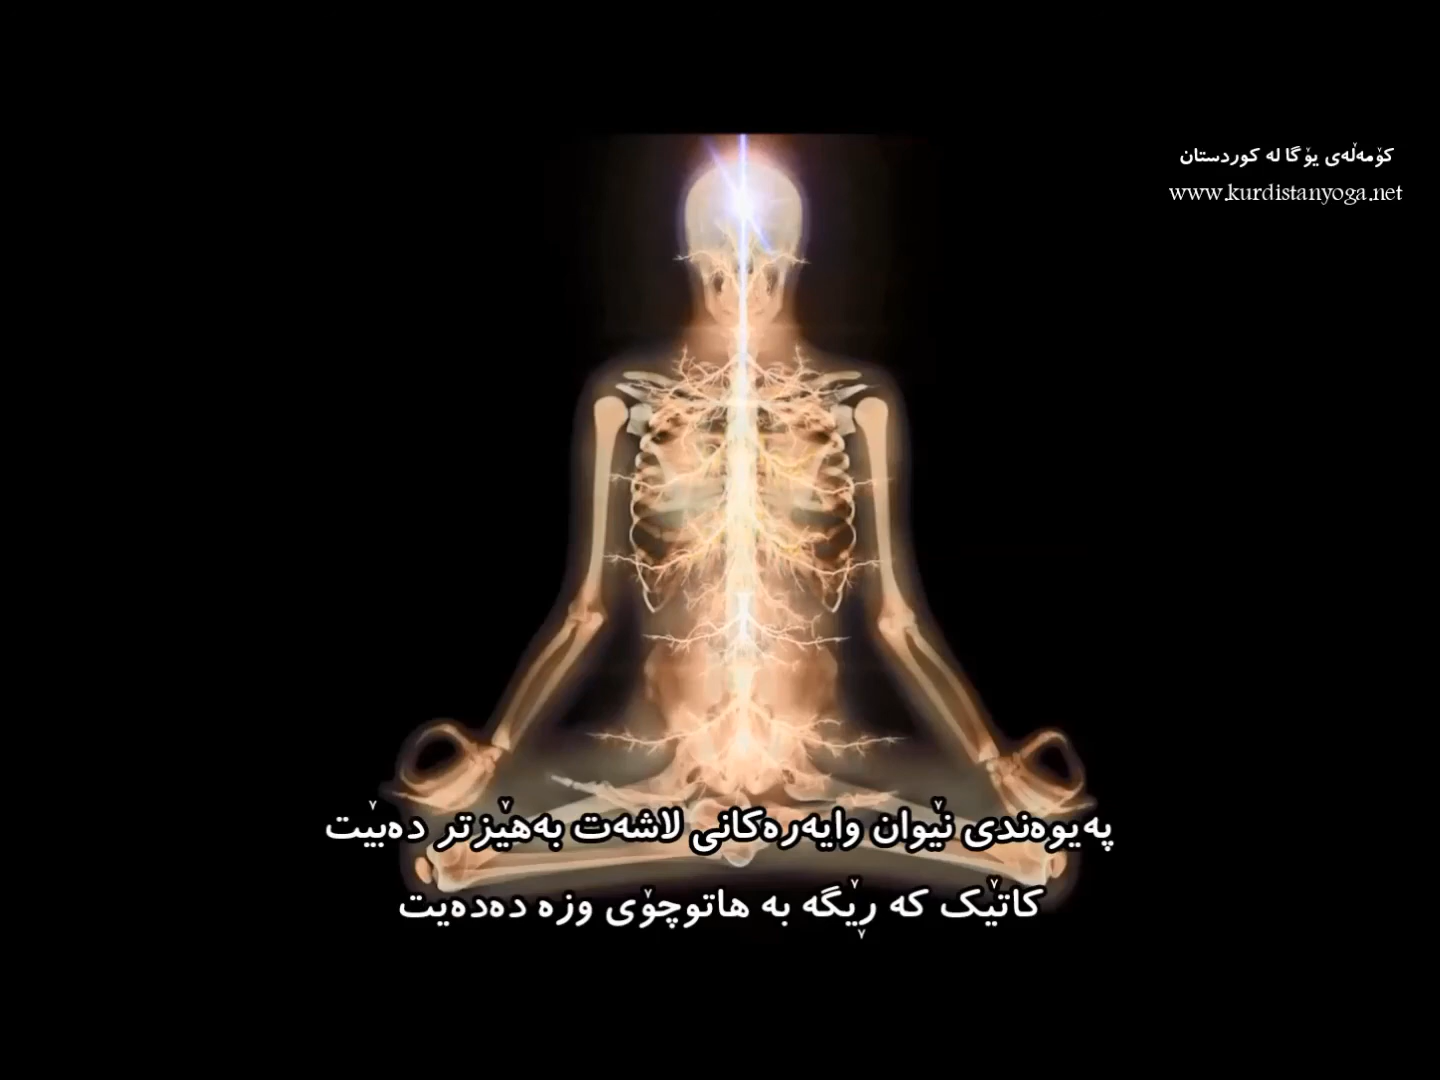 کۆمەڵەی یۆگا لە کوردستان
www.kurdistanyoga.net
پەیوەندی نێوان وایەرەکانی لاشەت بەهێزتر دەبێت
کاتێک کە ڕێگە بە هاتوچۆی وزە دەدەیت